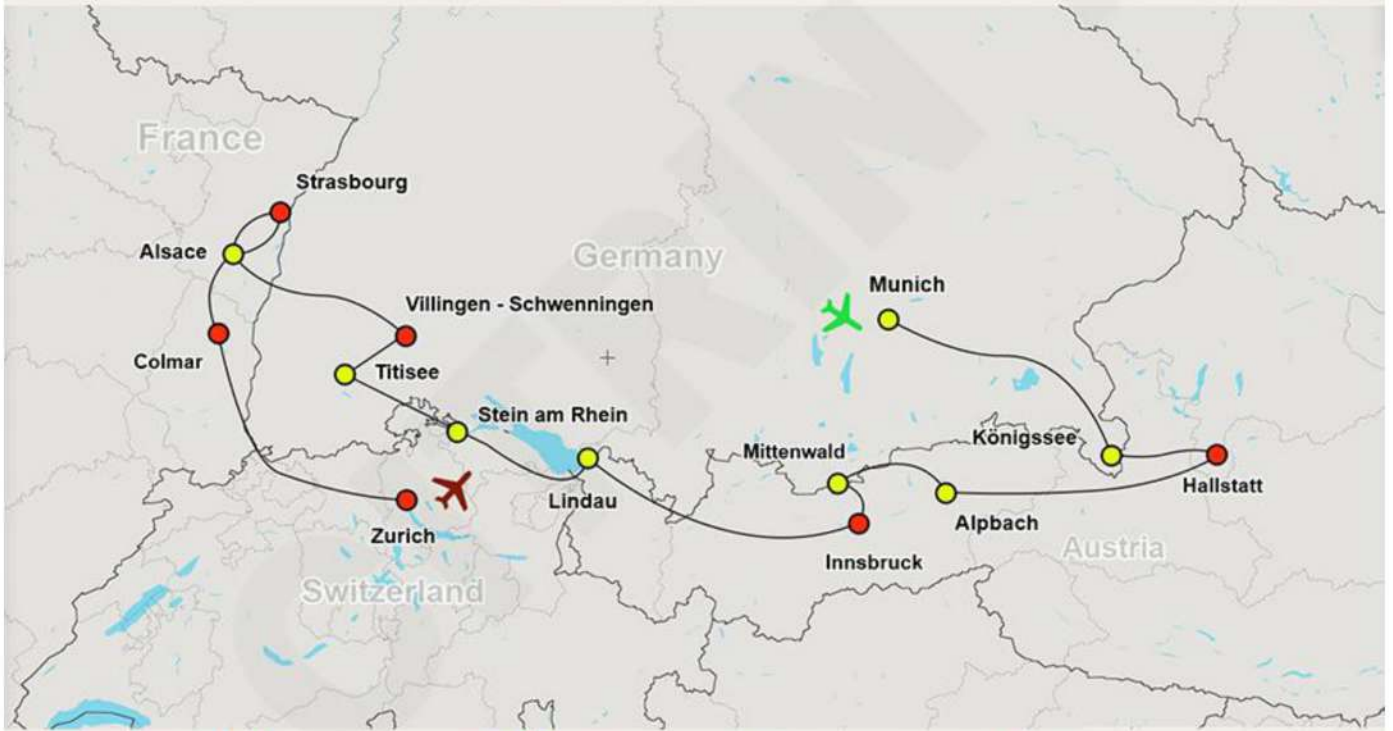 France
Strasbourg
Alsace
Germany
Munich
Villingen - Schwenningen
Colmar
Titisee
Stein am Rhein
Königssee
Mittenwald
Lindau
Hallstatt
Zurich
Alpbach
Innsbruck
Austria
Switzerland